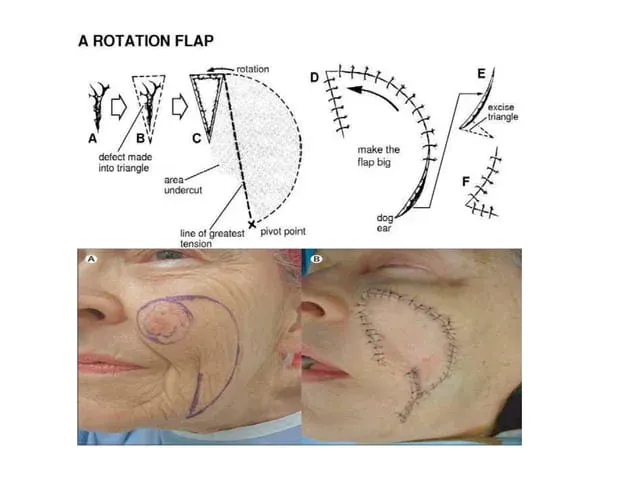 A ROTATION FLAP
rotation
A
B
C
defect made
into triangle
area
undercut
line of greatest
tension
pivot point
D
make the
flap big
dog
ear
E
excise
triangle
F
A
B